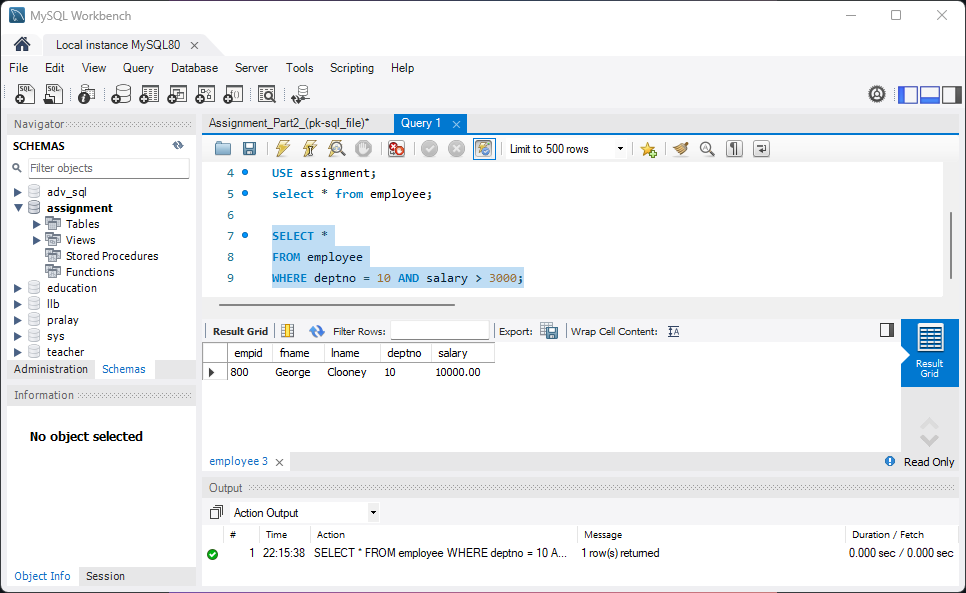 MySQL Workbench
Local instance MySQL80
File Edit View Query Database Server Tools Scripting Help
Navigator
SCHEMAS
Filter objects
adv_sql
assignment
Tables
Views
Stored Procedures
Functions
education
llb
pralay
sys
teacher
Administration Schemas
Information
No object selected
Object Info Session
Assignment_Part2_(pk-sql_file)* Query 1
Limit to 500 rows
4 USE assignment;
5 select * from employee;
6
7 SELECT *
8 FROM employee
9 WHERE deptno = 10 AND salary > 3000;
Result Grid Filter Rows: Export: Wrap Cell Content:
empid fname lname deptno salary
800 George Clooney 10 10000.00
Result
Grid
employee 3 Read Only
Output
Action Output
# Time Action Message Duration / Fetch
1 22:15:38 SELECT * FROM employee WHERE deptno = 10 A... 1 row(s) returned 0.000 sec / 0.000 sec